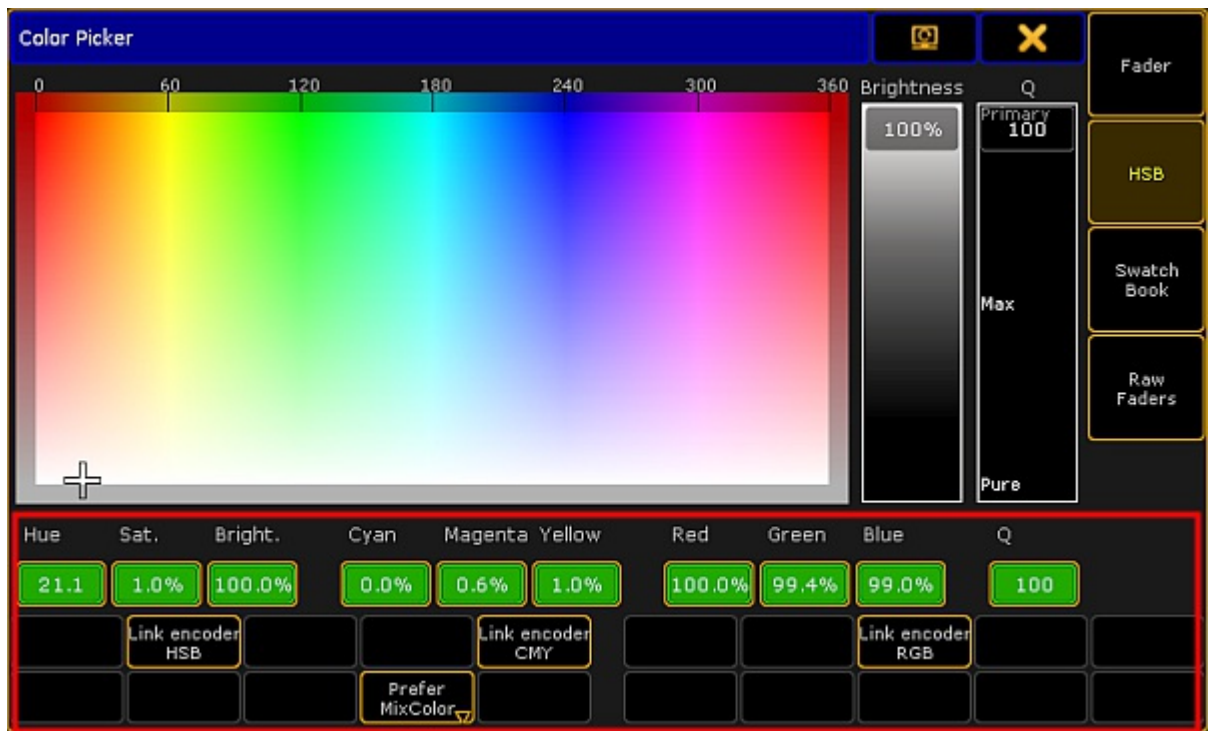 Color Picker
0 60 120 180 240 300 360 Brightness Q
100% Primary
100
Max
Pure
Fader
HSB
Swatch
Book
Raw
Faders
Hue Sat. Bright. Cyan Magenta Yellow Red Green Blue Q
21.1 1.0% 100.0% 0.0% 0.6% 1.0% 100.0% 99.4% 99.0% 100
Link encoder
HSB
Link encoder
CMY
Link encoder
RGB
Prefer
MixColor